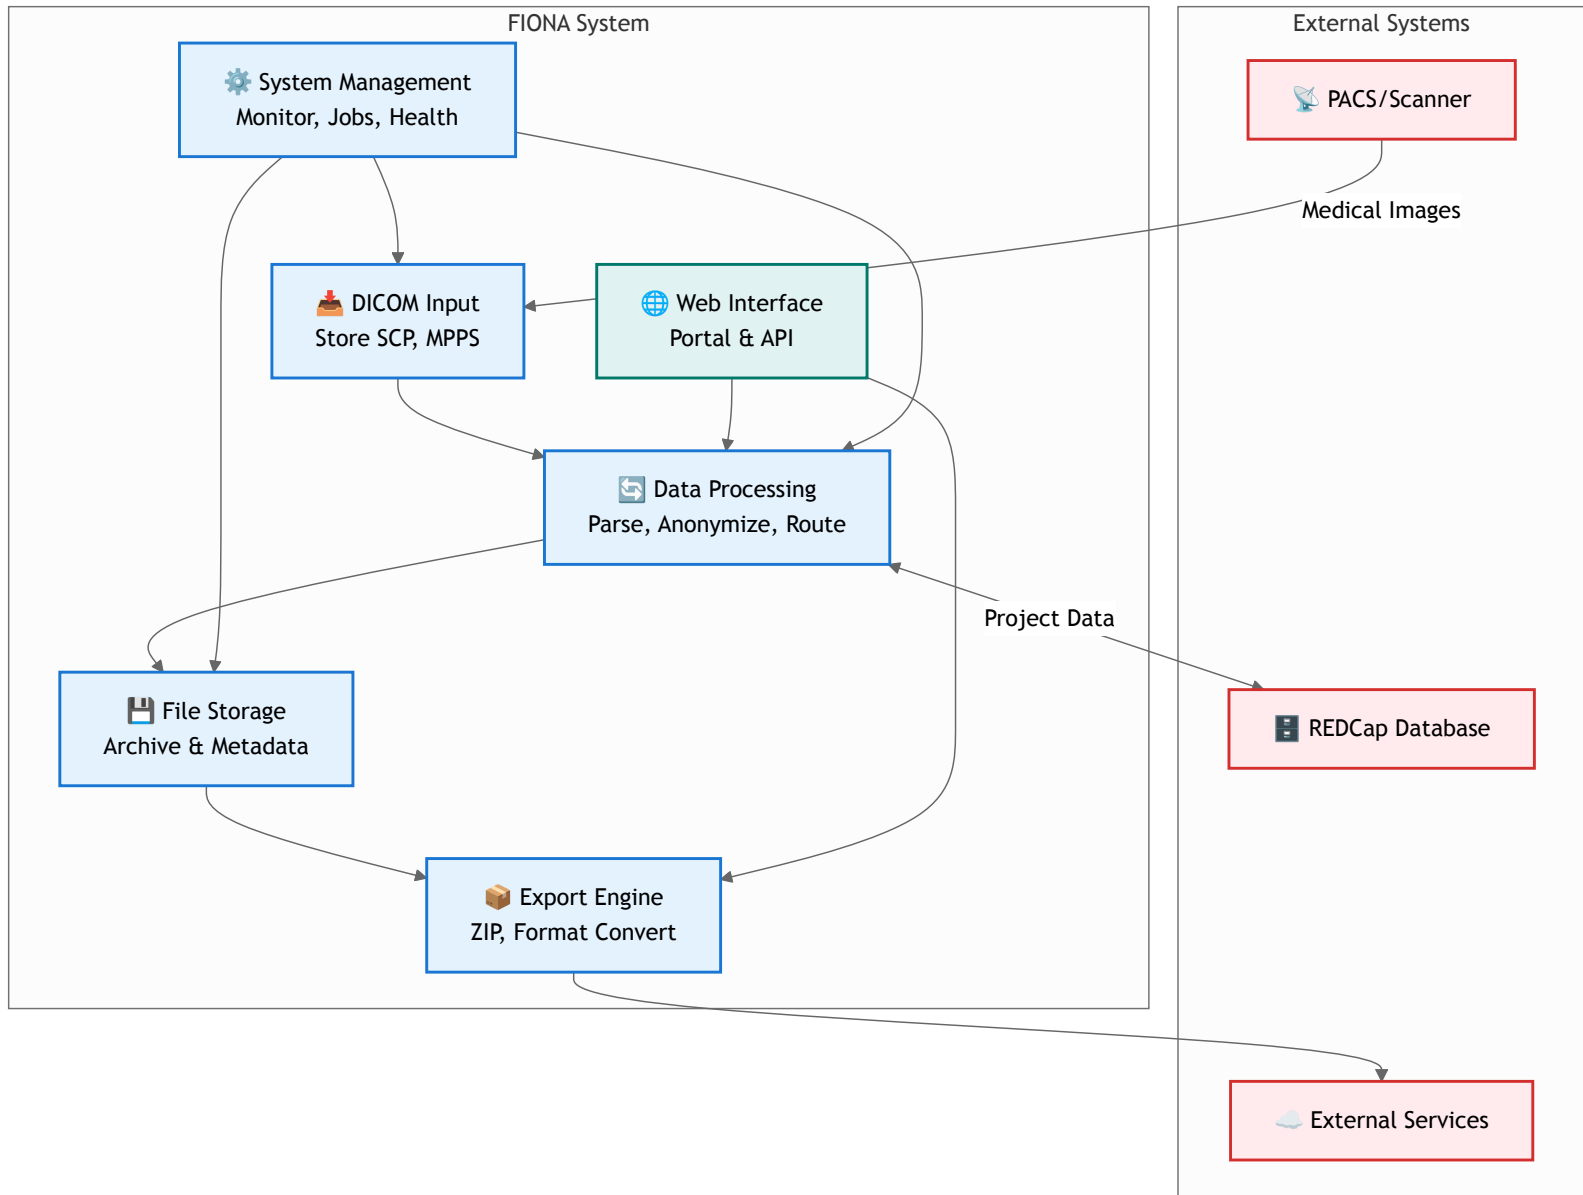 FIONA System
External Systems
⚙️ System Management
Monitor, Jobs, Health
📡 PACS/Scanner
Medical Images
📥 DICOM Input
Store SCP, MPPS
🌐 Web Interface
Portal & API
🔄 Data Processing
Parse, Anonymize, Route
Project Data
💾 File Storage
Archive & Metadata
🗄️ REDCap Database
📦 Export Engine
ZIP, Format Convert
☁️ External Services